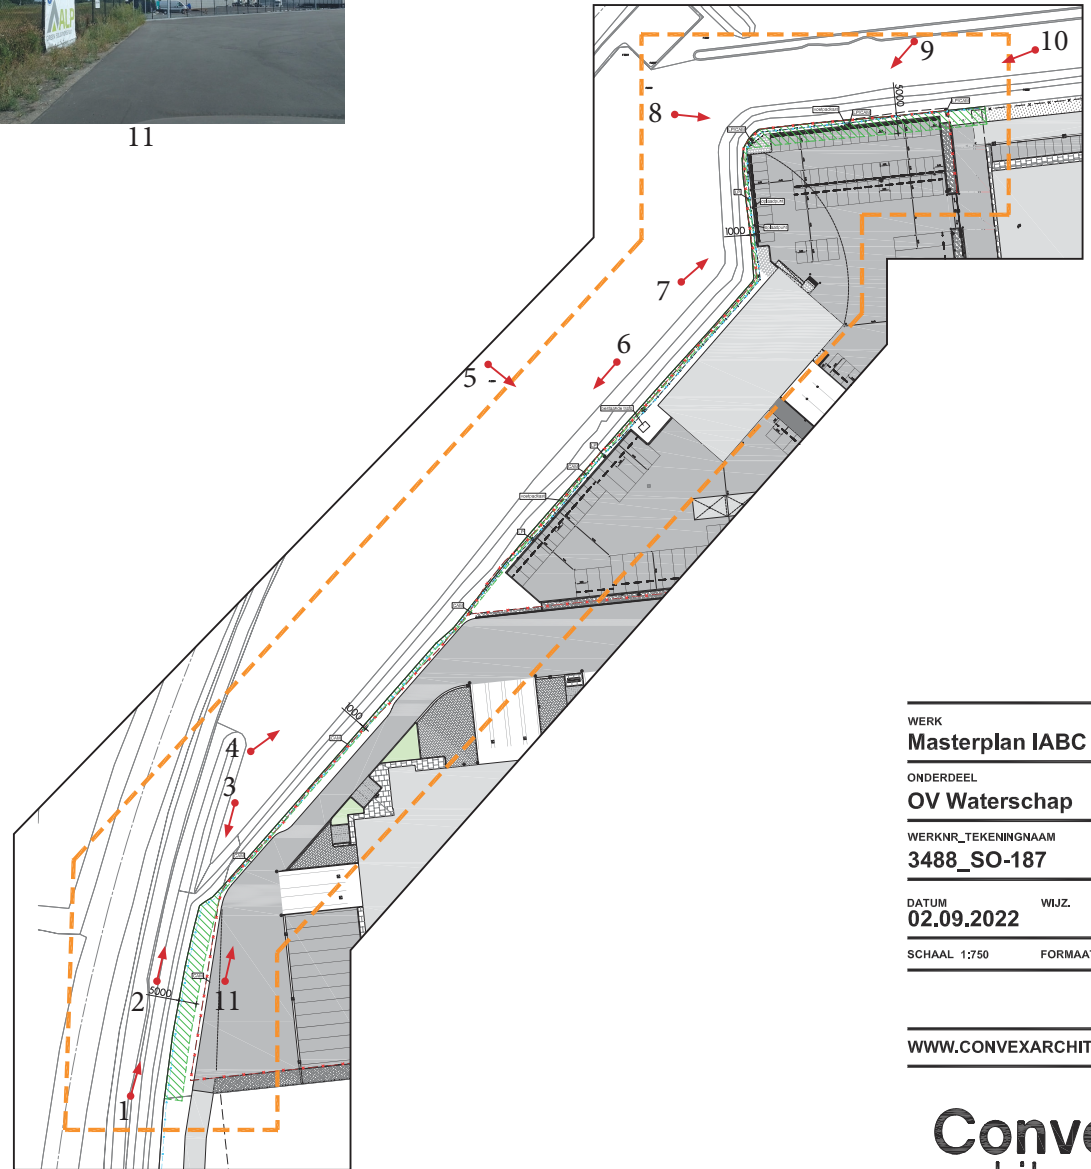 ALP
11
9
10
8
5000
1000
7
6
5
1000
4
3
2
5000
11
1
WERK
Masterplan IABC
ONDERDEEL
OV Waterschap
WERKNR_TEKENINGNAAM
3488_SO-187
DATUM WIJZ.
02.09.2022
SCHAAL 1:750 FORMAAT
WWW.CONVEXARCHIT
Conve